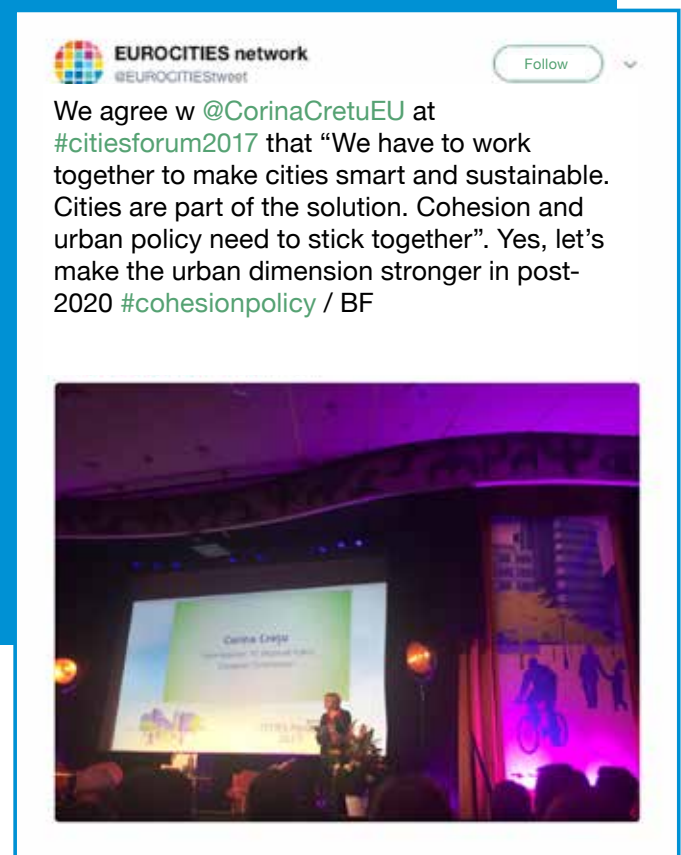 EUROCITIES network
@EUROCITIEStweet
Follow
We agree w @CorinaCretuEU at
#citiesforum2017 that “We have to work
together to make cities smart and sustainable.
Cities are part of the solution. Cohesion and
urban policy need to stick together”. Yes, let’s
make the urban dimension stronger in post-
2020 #cohesionpolicy / BF
Corina Crețu